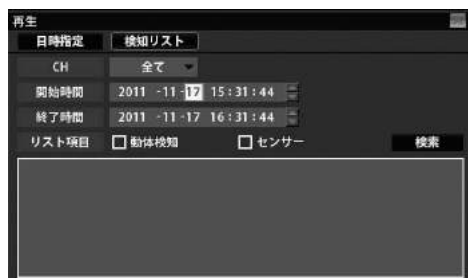 再生
日時指定 検知リスト
CH 全て
開始時間 2011 -11-17 15:31:44
終了時間 2011 -11-17 16:31:44
リスト項目 動体検知 センサー 検索